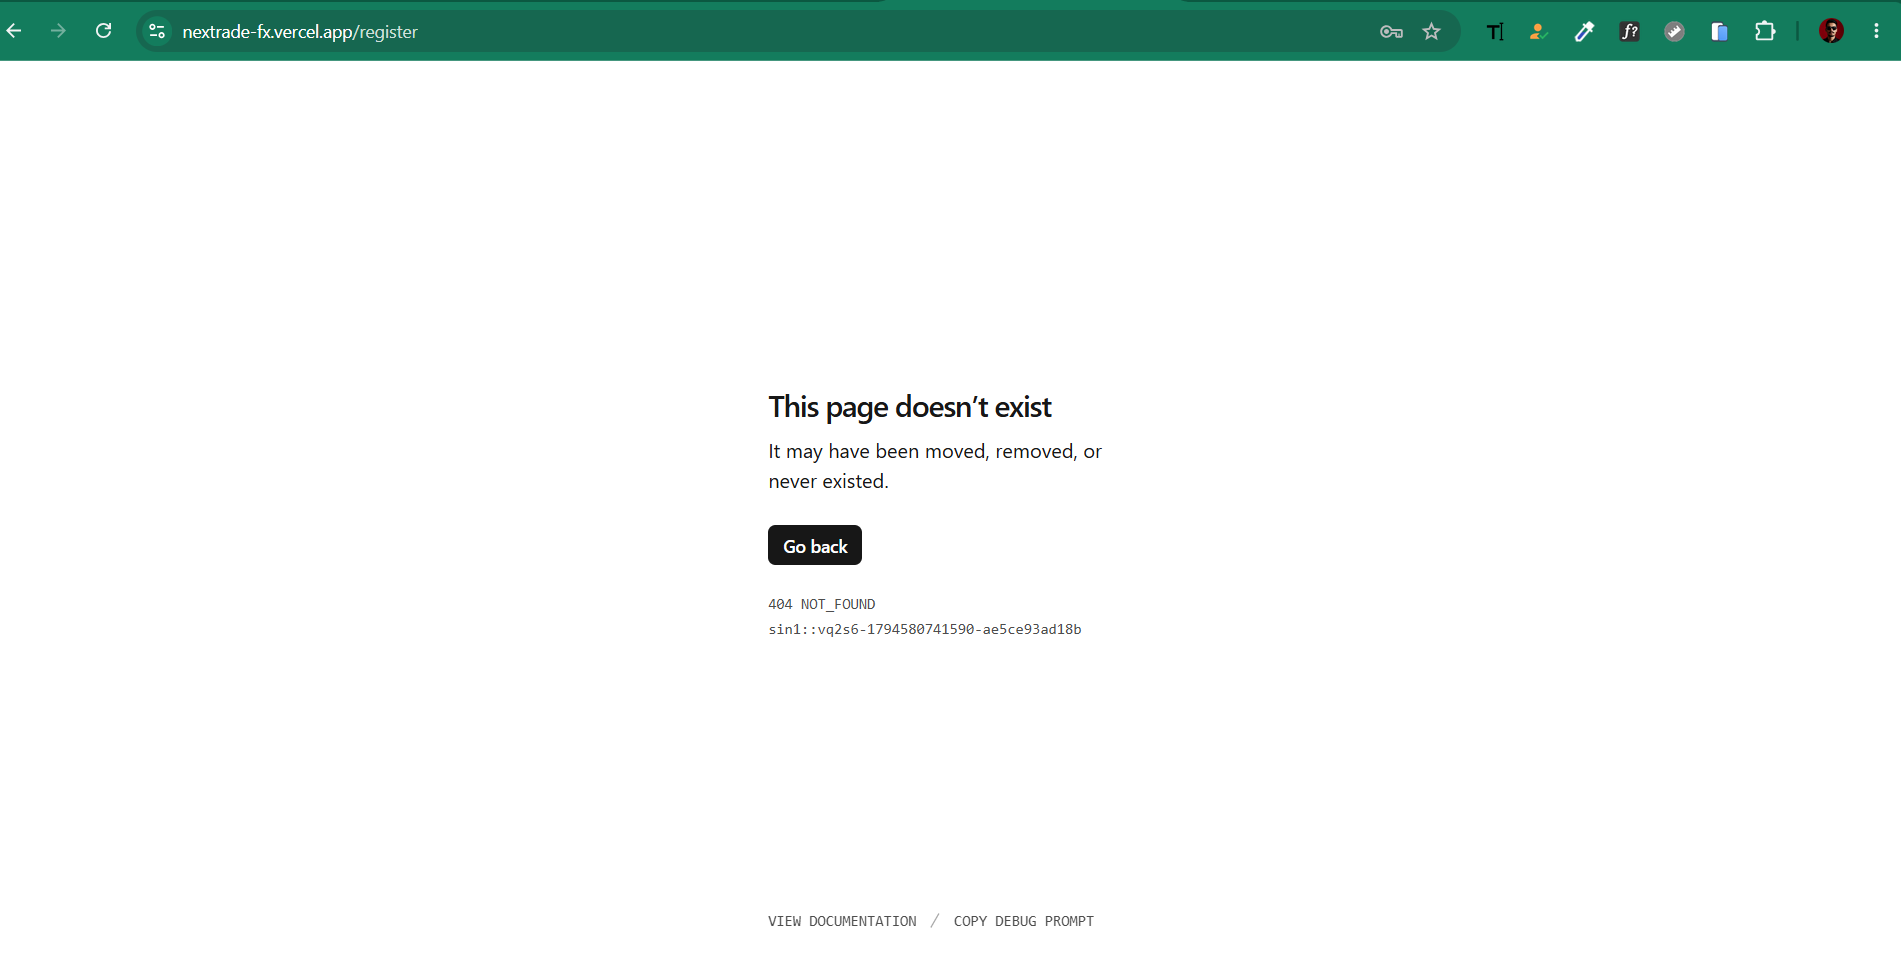 nextrade-fx.vercel.app/register
This page doesn’t exist
It may have been moved, removed, or
never existed.
Go back
404 NOT_FOUND
sin1::vq2s6-1794580741590-ae5ce93ad18b
VIEW DOCUMENTATION / COPY DEBUG PROMPT